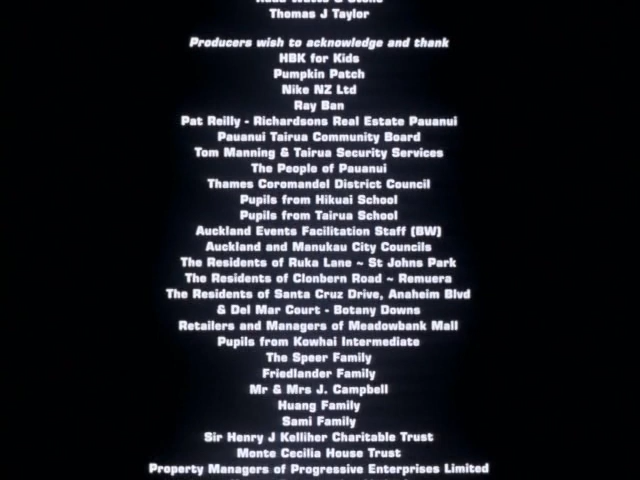 Thomas J Taylor
Producers wish to acknowledge and thank
HBK for Kids
Pumpkin Patch
Nike NZ Ltd
Ray Ban
Pat Reilly - Richardsons Real Estate Pauanui
Pauanui Tairua Community Board
Tom Manning & Tairua Security Services
The People of Pauanui
Thames Coromandel District Council
Pupils from Hikuai School
Pupils from Tairua School
Auckland Events Facilitation Staff (BW)
Auckland and Manukau City Councils
The Residents of Ruka Lane ~ St Johns Park
The Residents of Clonbern Road ~ Remuera
The Residents of Santa Cruz Drive, Anaheim Blvd
& Del Mar Court - Botany Downs
Retailers and Managers of Meadowbank Mall
Pupils from Kowhai Intermediate
The Speer Family
Friedlander Family
Mr & Mrs J. Campbell
Huang Family
Sami Family
Sir Henry J Kelliher Charitable Trust
Monte Cecilia House Trust
Property Managers of Progressive Enterprises Limited